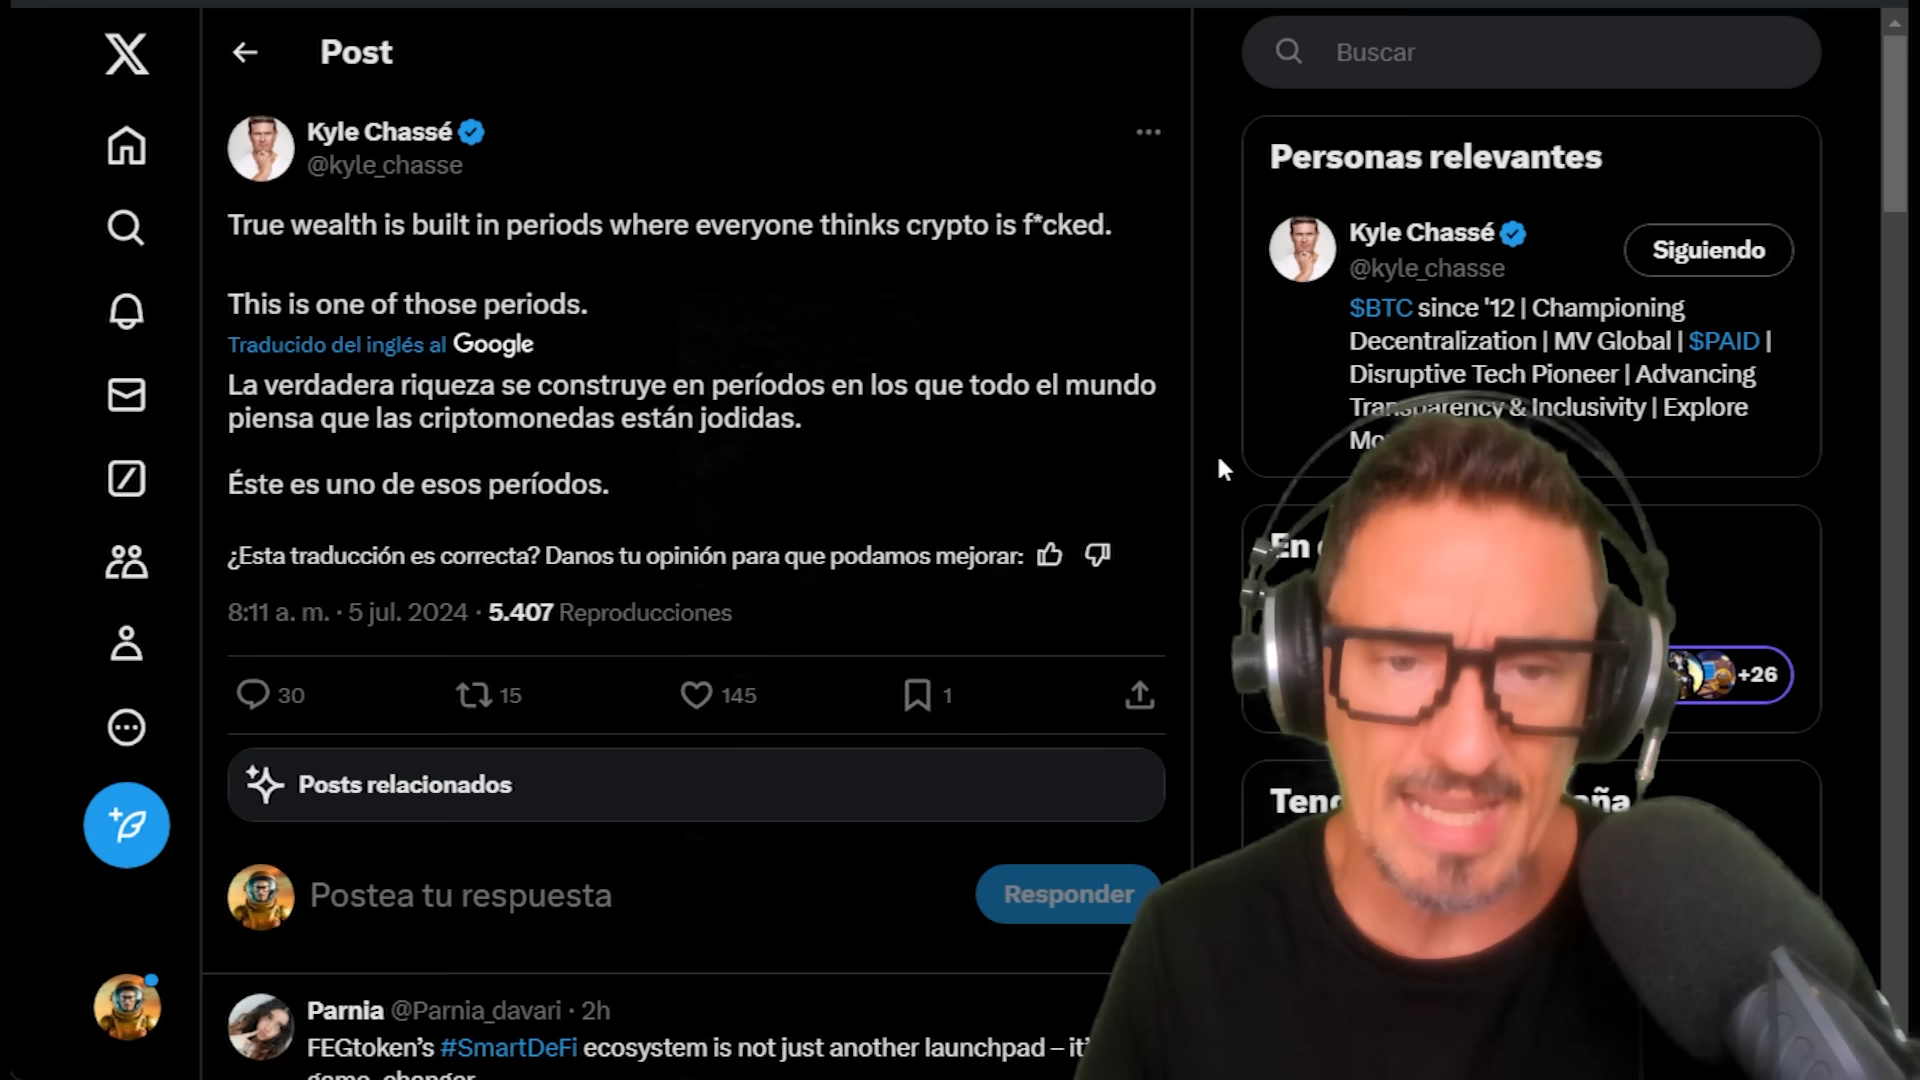 Post
Buscar
Kyle Chassé
@kyle_chasse
True wealth is built in periods where everyone thinks crypto is f*cked.
This is one of those periods.
Traducido del inglés al Google
La verdadera riqueza se construye en períodos en los que todo el mundo
piensa que las criptomonedas están jodidas.
Éste es uno de esos períodos.
¿Esta traducción es correcta? Danos tu opinión para que podamos mejorar:
8:11 a. m. · 5 jul. 2024 · 5.407 Reproducciones
30 15 145 1
Posts relacionados
Postea tu respuesta
Responder
Parnia @Parnia_davari · 2h
FEGtoken's #SmartDeFi ecosystem is not just another launchpad – it'
game-changer
Personas relevantes
Kyle Chassé
@kyle_chasse
Siguiendo
$BTC since '12 | Championing
Decentralization | MV Global | $PAID |
Disruptive Tech Pioneer | Advancing
Transparency & Inclusivity | Explore
En
+26